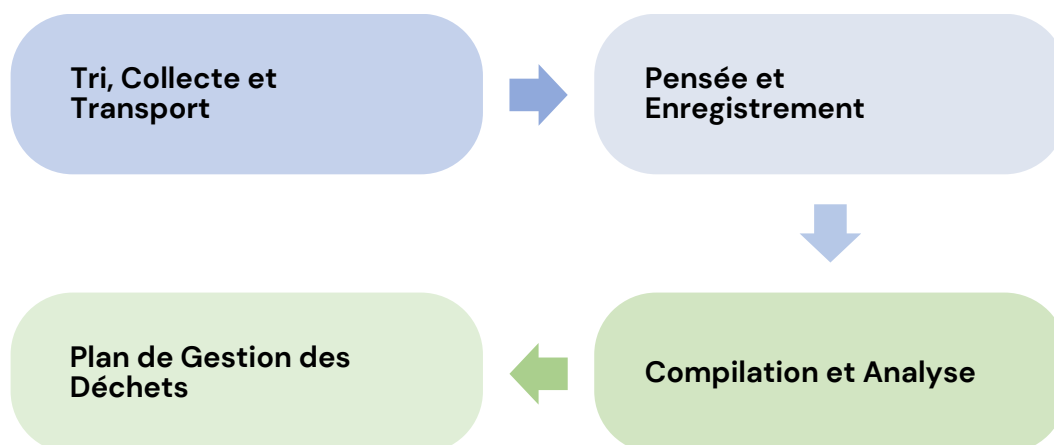 Tri, Collecte et
Transport
Pensée et
Enregistrement
Plan de Gestion des
Déchets
Compilation et Analyse